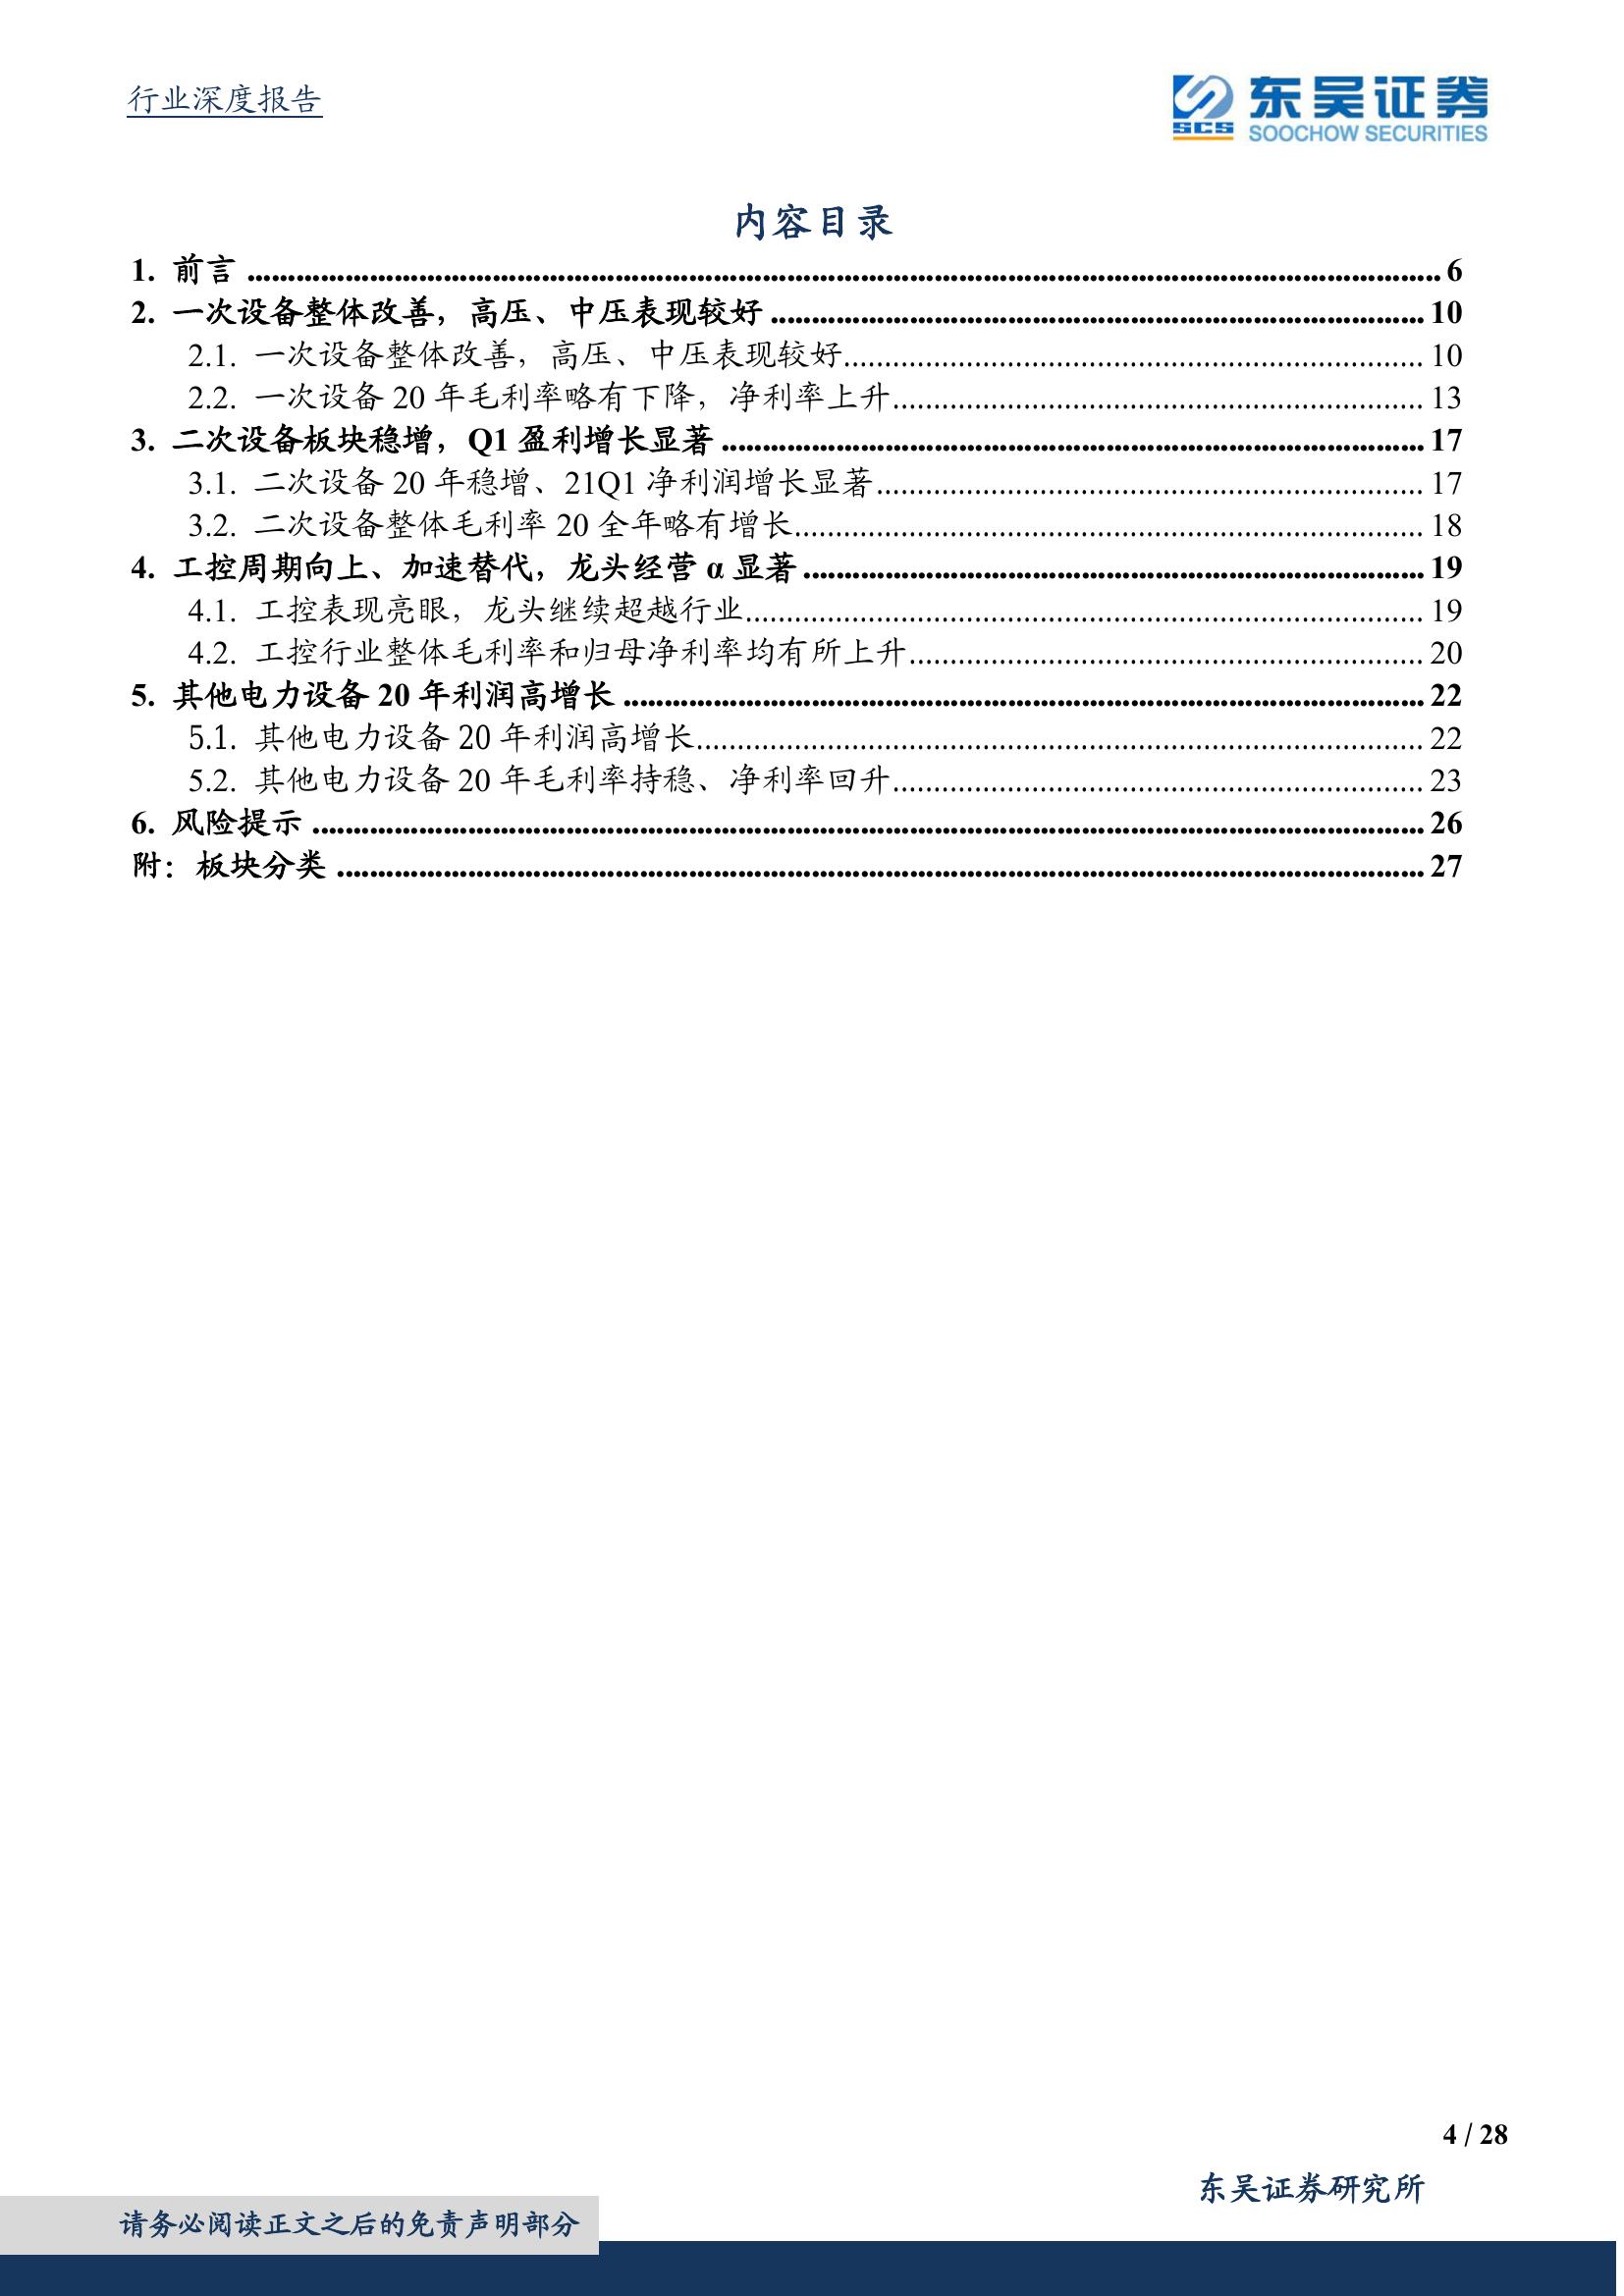 行业深度报告
SCS 东吴证券
SOOCHOW SECURITIES
内容目录
1. 前言 ........ 6
2. 一次设备整体改善，高压、中压表现较好 ........ 10
2.1. 一次设备整体改善，高压、中压表现较好 ........ 10
2.2. 一次设备 20 年毛利率略有下降，净利率上升 ........ 13
3. 二次设备板块稳增，Q1 盈利增长显著 ........ 17
3.1. 二次设备 20 年稳增、21Q1 净利润增长显著 ........ 17
3.2. 二次设备整体毛利率 20 全年略有增长 ........ 18
4. 工控周期向上、加速替代，龙头经营 α 显著 ........ 19
4.1. 工控表现亮眼，龙头继续超越行业 ........ 19
4.2. 工控行业整体毛利率和归母净利率均有所上升 ........ 20
5. 其他电力设备 20 年利润高增长 ........ 22
5.1. 其他电力设备 20 年利润高增长 ........ 22
5.2. 其他电力设备 20 年毛利率持稳、净利率回升 ........ 23
6. 风险提示 ........ 26
附：板块分类 ........ 27
4 / 28
东吴证券研究所
请务必阅读正文之后的免责声明部分